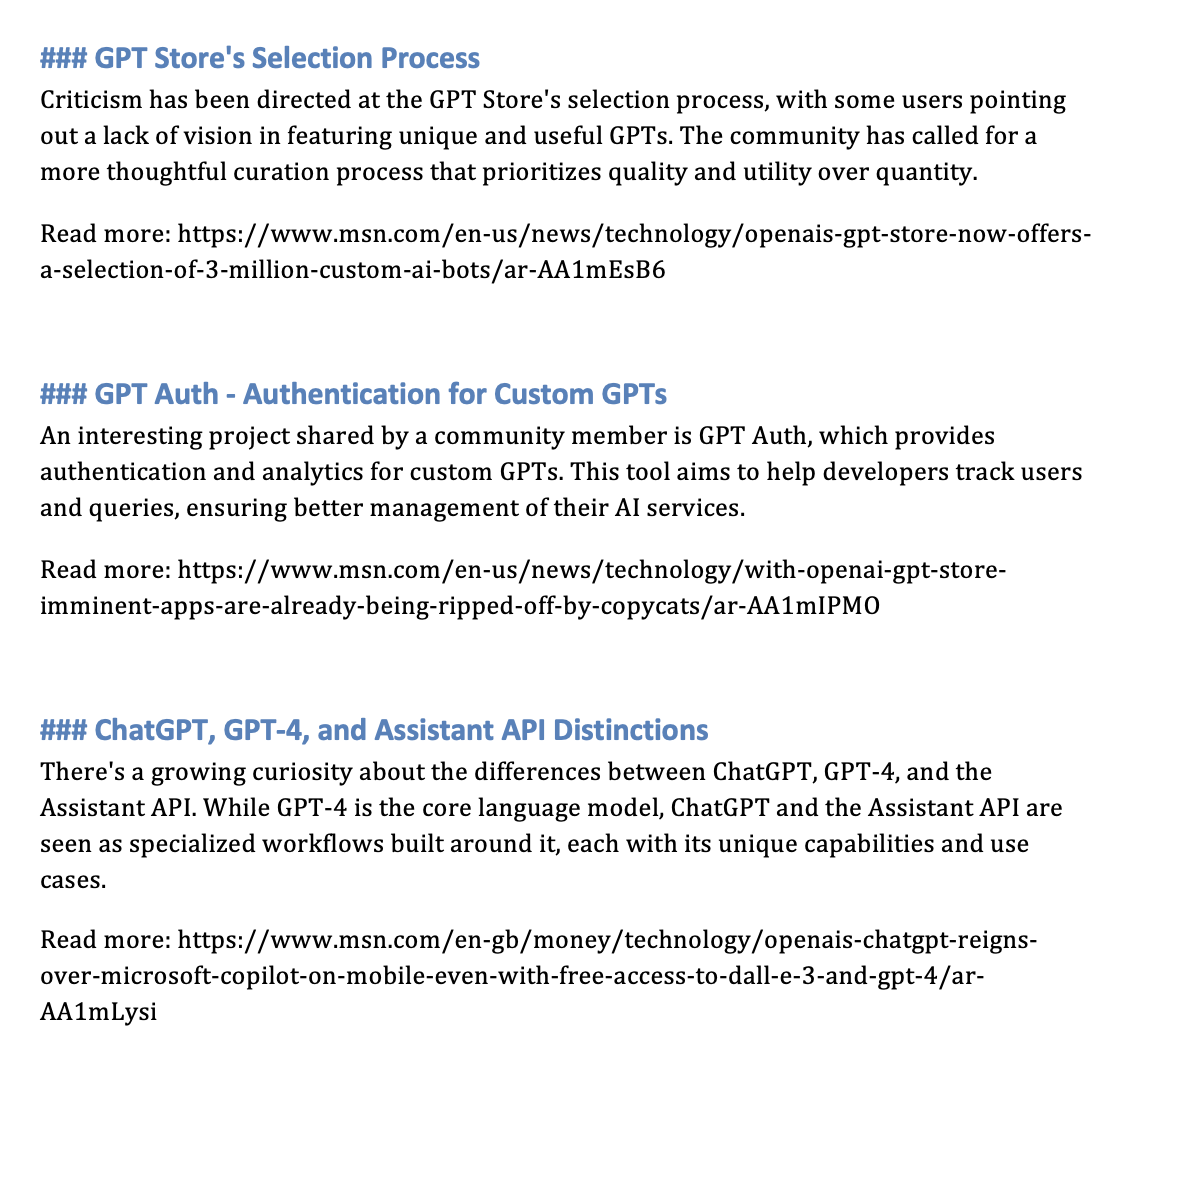 ### GPT Store's Selection Process
Criticism has been directed at the GPT Store's selection process, with some users pointing
out a lack of vision in featuring unique and useful GPTs. The community has called for a
more thoughtful curation process that prioritizes quality and utility over quantity.
Read more: https://www.msn.com/en-us/news/technology/openais-gpt-store-now-offers-
a-selection-of-3-million-custom-ai-bots/ar-AA1mEsB6
### GPT Auth - Authentication for Custom GPTs
An interesting project shared by a community member is GPT Auth, which provides
authentication and analytics for custom GPTs. This tool aims to help developers track users
and queries, ensuring better management of their AI services.
Read more: https://www.msn.com/en-us/news/technology/with-openai-gpt-store-
imminent-apps-are-already-being-ripped-off-by-copycats/ar-AA1mIPMO
### ChatGPT, GPT-4, and Assistant API Distinctions
There's a growing curiosity about the differences between ChatGPT, GPT-4, and the
Assistant API. While GPT-4 is the core language model, ChatGPT and the Assistant API are
seen as specialized workflows built around it, each with its unique capabilities and use
cases.
Read more: https://www.msn.com/en-gb/money/technology/openais-chatgpt-reigns-
over-microsoft-copilot-on-mobile-even-with-free-access-to-dall-e-3-and-gpt-4/ar-
AA1mLysi